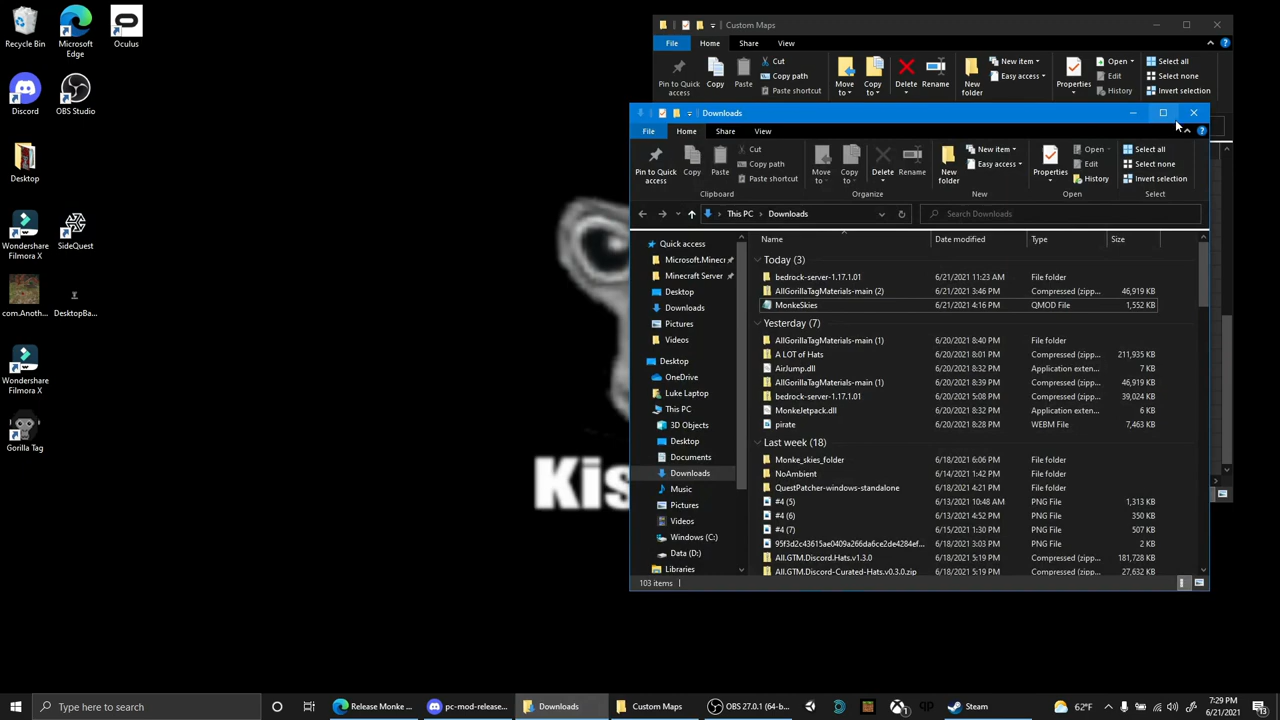 Recycle Bin
Microsoft Edge
Oculus
Discord
OBS Studio
Desktop
Wondershare Filmora X
SideQuest
com.Anoth...
DesktopBa...
Wondershare Filmora X
Gorilla Tag
Kis
Custom Maps
File Home Share View
Pin to Quick access
Copy
Paste
Cut
Copy path
Paste shortcut
Move to
Copy to
Delete
Rename
New folder
New item
Easy access
Properties
Open
Edit
History
Select all
Select none
Invert selection
Downloads
File Home Share View
Pin to Quick access
Copy
Paste
Cut
Copy path
Paste shortcut
Clipboard
Move to
Copy to
Delete
Rename
Organize
New folder
New item
Easy access
New
Properties
Open
Edit
History
Open
Select all
Select none
Invert selection
Select
This PC > Downloads
Search Downloads
Quick access
Microsoft.Minecr
Minecraft Server
Desktop
Downloads
Pictures
Videos
Desktop
OneDrive
Luke Laptop
This PC
3D Objects
Desktop
Documents
Downloads
Music
Pictures
Videos
Windows (C:)
Data (D:)
Libraries
Name Date modified Type Size
Today (3)
bedrock-server-1.17.1.01 6/21/2021 11:23 AM File folder
AllGorillaTagMaterials-main (2) 6/21/2021 3:46 PM Compressed (zipp... 46,919 KB
MonkeSkies 6/21/2021 4:16 PM QMOD File 1,552 KB
Yesterday (7)
AllGorillaTagMaterials-main (1) 6/20/2021 8:40 PM File folder
A LOT of Hats 6/20/2021 8:01 PM Compressed (zipp... 211,935 KB
AirJump.dll 6/20/2021 8:32 PM Application exten... 7 KB
AllGorillaTagMaterials-main (1) 6/20/2021 8:39 PM Compressed (zipp... 46,919 KB
bedrock-server-1.17.1.01 6/20/2021 5:08 PM Compressed (zipp... 39,024 KB
MonkeJetpack.dll 6/20/2021 8:34 PM Application exten... 6 KB
pirate 6/20/2021 8:28 PM WEBM File 7,463 KB
Last week (18)
Monke_skies_folder 6/18/2021 6:06 PM File folder
NoAmbient 6/14/2021 1:42 PM File folder
QuestPatcher-windows-standalone 6/18/2021 4:21 PM File folder
#4 (5) 6/13/2021 10:48 AM PNG File 1,313 KB
#4 (6) 6/13/2021 4:52 PM PNG File 350 KB
#4 (7) 6/15/2021 1:30 PM PNG File 507 KB
95f3d2c43615ae0409a266da6ce2de4284ef... 6/18/2021 3:03 PM PNG File 2 KB
All.GTM.Discord.Hats.v1.3.0 6/18/2021 5:19 PM Compressed (zipp... 181,728 KB
All.GTM.Discord-Curated-Hats.v0.3.0.zip 6/18/2021 5:19 PM Compressed (zipp... 27,632 KB
103 items
Type here to search
Release Monke ...
pc-mod-release...
Downloads
Custom Maps
OBS 27.0.1 (64-b...
qp
Steam
62°F
7:29 PM
6/21/2021
13